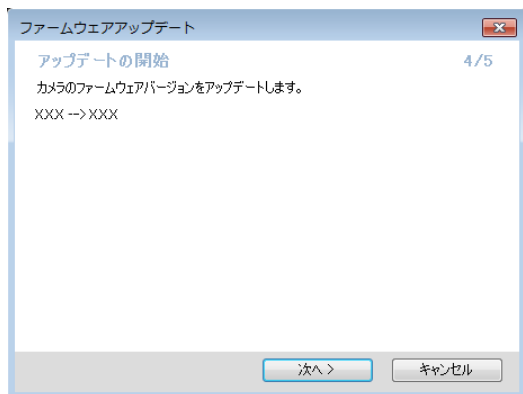 ファームウェアアップデート
アップデートの開始 4/5
カメラのファームウェアバージョンをアップデートします。
XXX -->XXX
次へ >
キャンセル